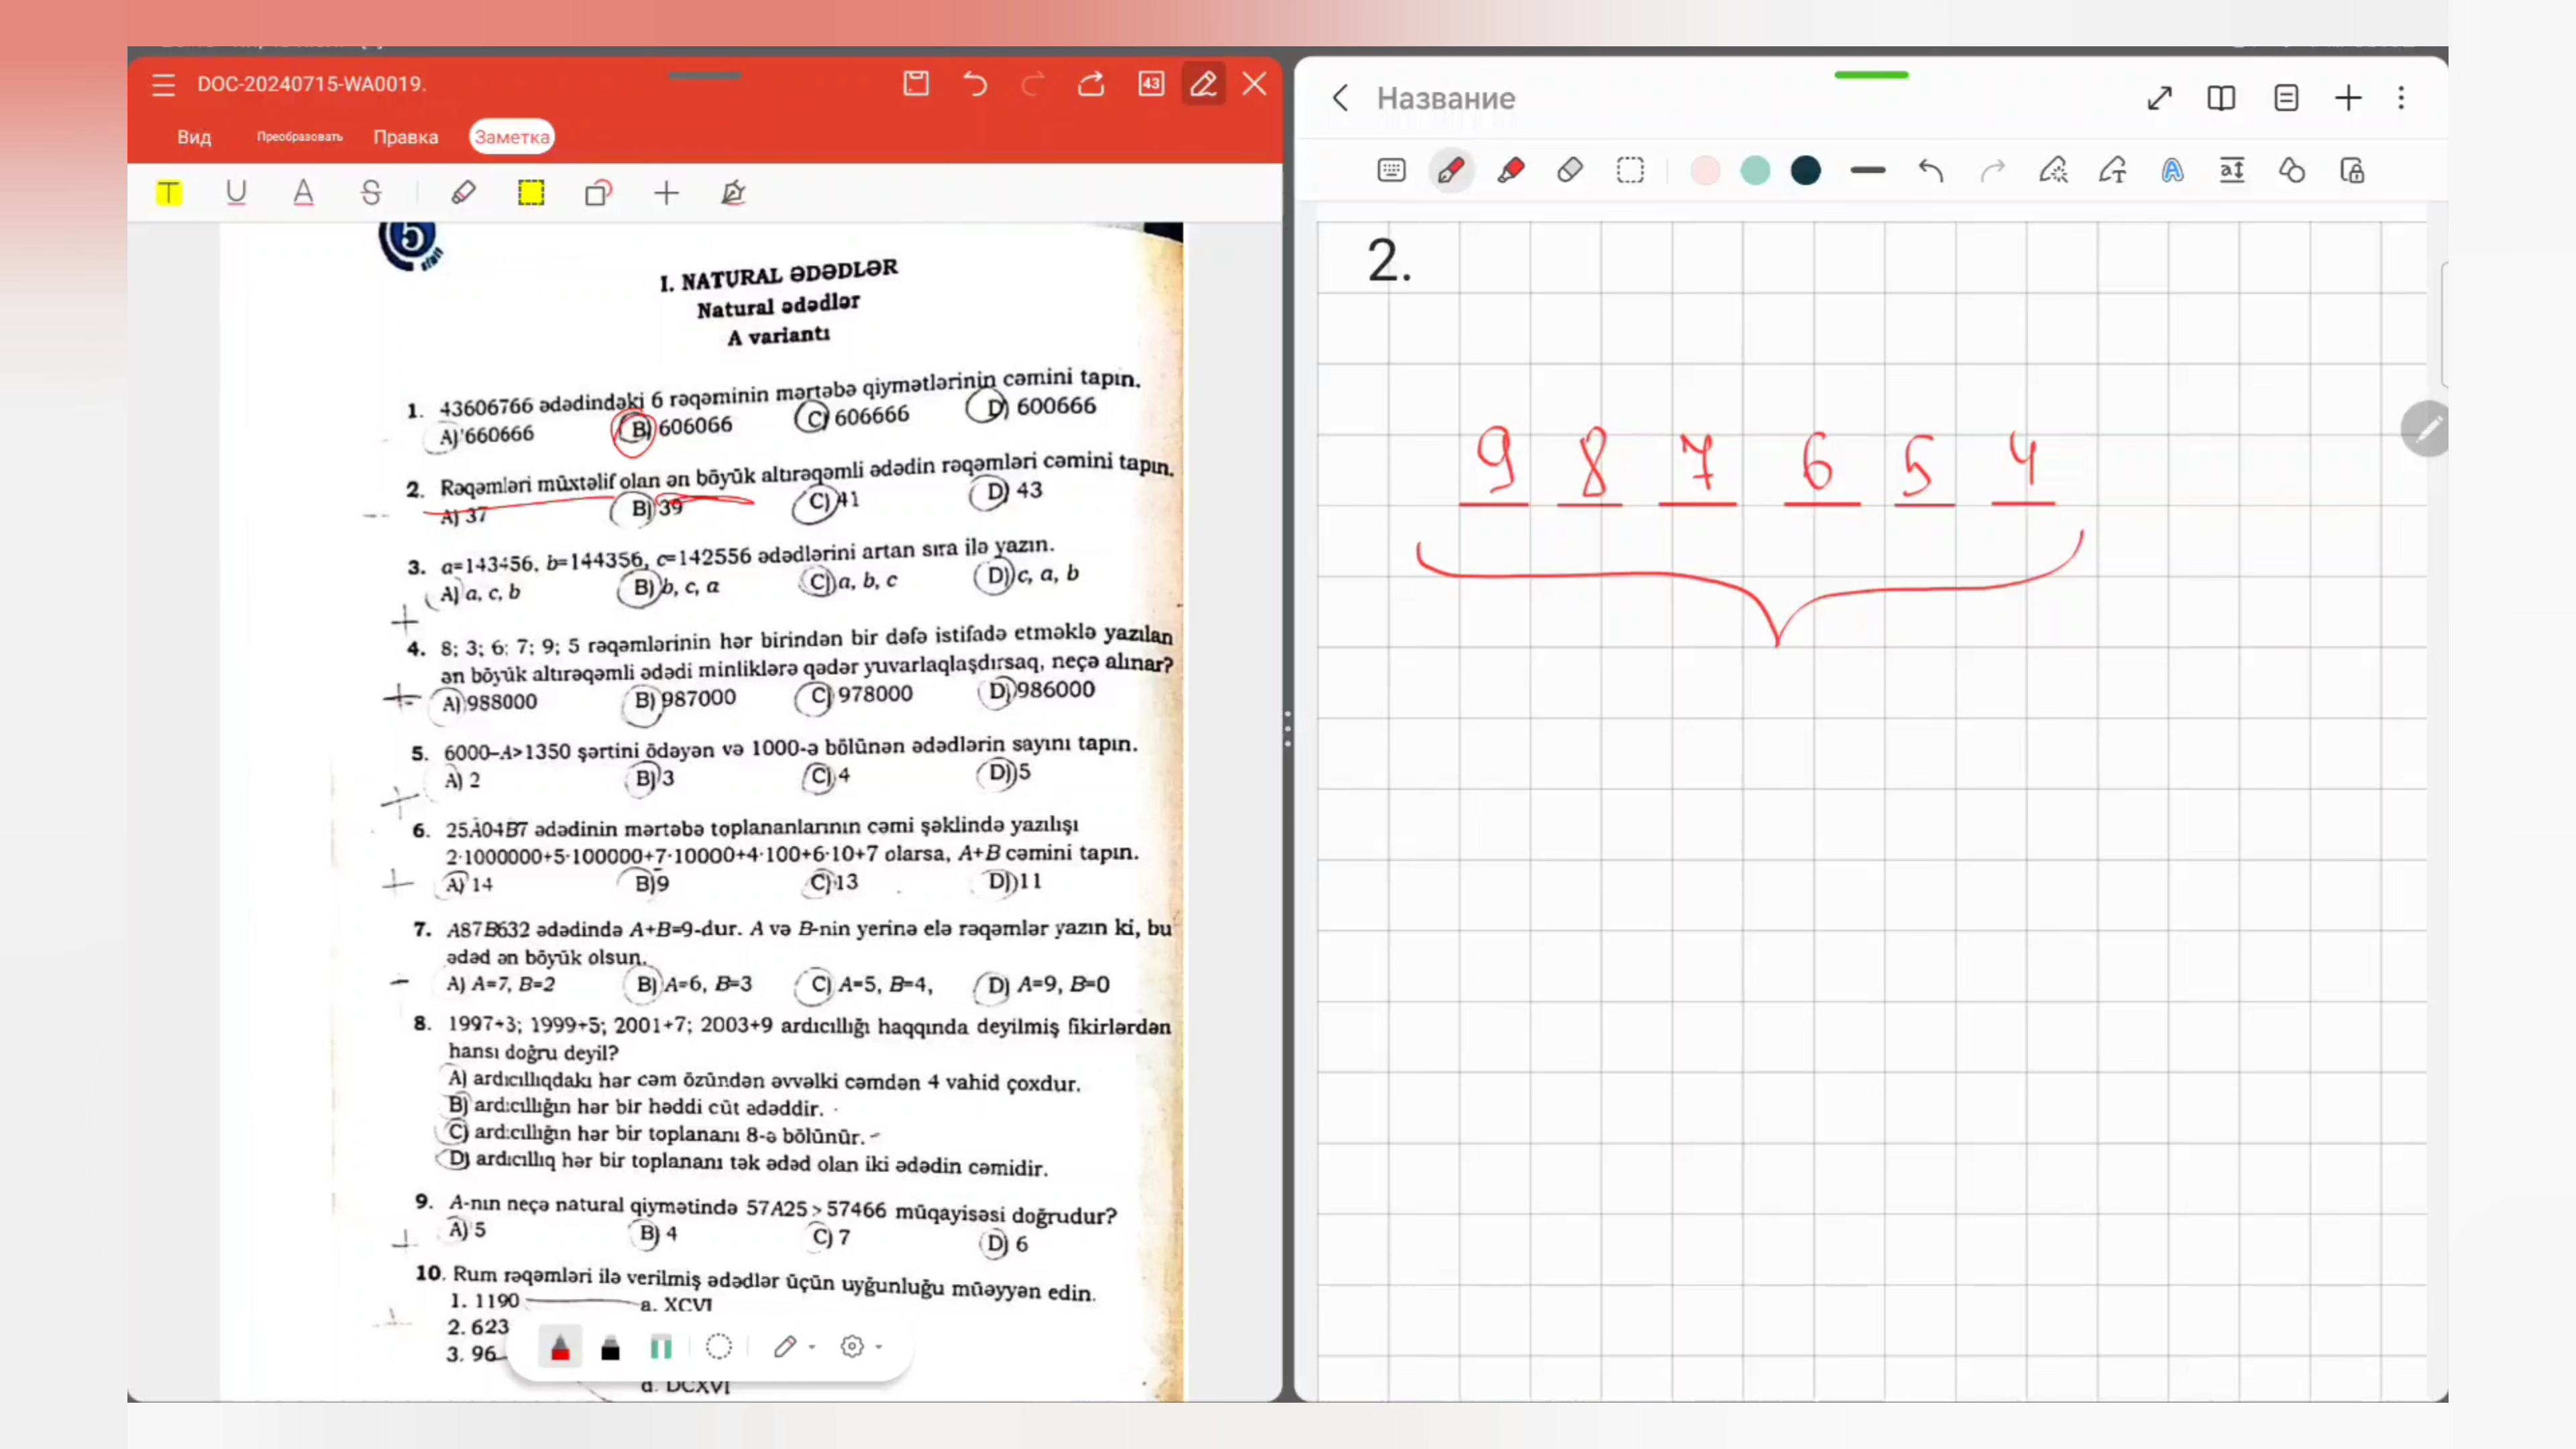 DOC-20240715-WA0019.
43
Вид Преобразовать Правка Заметка
T U A S
5
sinif
I. NATURAL ƏDƏDLƏR
Natural ədədlər
A variantı
1. 43606766 ədədindəki 6 rəqəminin mərtəbə qiymətlərinin cəmini tapın.
A) 660666 B) 606066 C) 606666 D) 600666
2. Rəqəmləri müxtəlif olan ən böyük altırəqəmli ədədin rəqəmləri cəmini tapın.
A) 37 B) 39 C) 41 D) 43
3. a=143456, b=144356, c=142556 ədədlərini artan sıra ilə yazın.
A) a, c, b B) b, c, a C) a, b, c D) c, a, b
4. 8; 3; 6; 7; 9; 5 rəqəmlərinin hər birindən bir dəfə istifadə etməklə yazılan
ən böyük altırəqəmli ədədi minliklərə qədər yuvarlaqlaşdırsaq, neçə alınar?
A) 988000 B) 987000 C) 978000 D) 986000
5. 6000–A>1350 şərtini ödəyən və 1000-ə bölünən ədədlərin sayını tapın.
A) 2 B) 3 C) 4 D) 5
6. 25A04B7 ədədinin mərtəbə toplananlarının cəmi şəklində yazılışı
2·1000000+5·100000+7·10000+4·100+6·10+7 olarsa, A+B cəmini tapın.
A) 14 B) 9 C) 13 D) 11
7. A87B632 ədədində A+B=9-dur. A və B-nin yerinə elə rəqəmlər yazın ki, bu
ədəd ən böyük olsun.
A) A=7, B=2 B) A=6, B=3 C) A=5, B=4, D) A=9, B=0
8. 1997+3; 1999+5; 2001+7; 2003+9 ardıcıllığı haqqında deyilmiş fikirlərdən
hansı doğru deyil?
A) ardıcıllıqdakı hər cəm özündən əvvəlki cəmdən 4 vahid çoxdur.
B) ardıcıllığın hər bir həddi cüt ədəddir.
C) ardıcıllığın hər bir toplananı 8-ə bölünür.
D) ardıcıllıq hər bir toplananı tək ədəd olan iki ədədin cəmidir.
9. A-nın neçə natural qiymətində 57A25 > 57466 müqayisəsi doğrudur?
A) 5 B) 4 C) 7 D) 6
10. Rum rəqəmləri ilə verilmiş ədədlər üçün uyğunluğu müəyyən edin.
1. 1190 a. XCVI
2. 623
3. 96
d. DCXVI
Название
2.
9 8 7 6 5 4